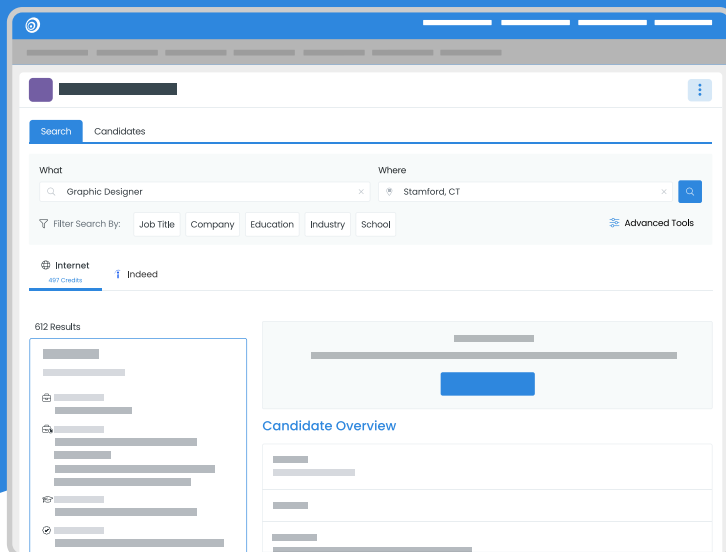 Search Candidates
What Where
Graphic Designer × Stamford, CT ×
Filter Search By: Job Title Company Education Industry School Advanced Tools
Internet
497 Credits
Indeed
612 Results
Candidate Overview